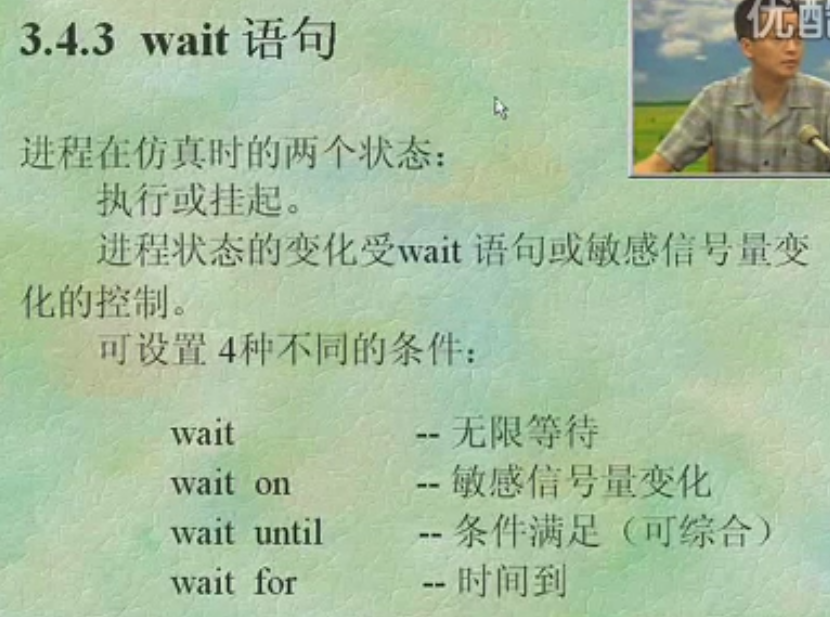 3.4.3 wait 语句
优酷
进程在仿真时的两个状态：
执行或挂起。
进程状态的变化受wait 语句或敏感信号量变
化的控制。
可设置 4种不同的条件：
wait -- 无限等待
wait on -- 敏感信号量变化
wait until -- 条件满足（可综合）
wait for -- 时间到